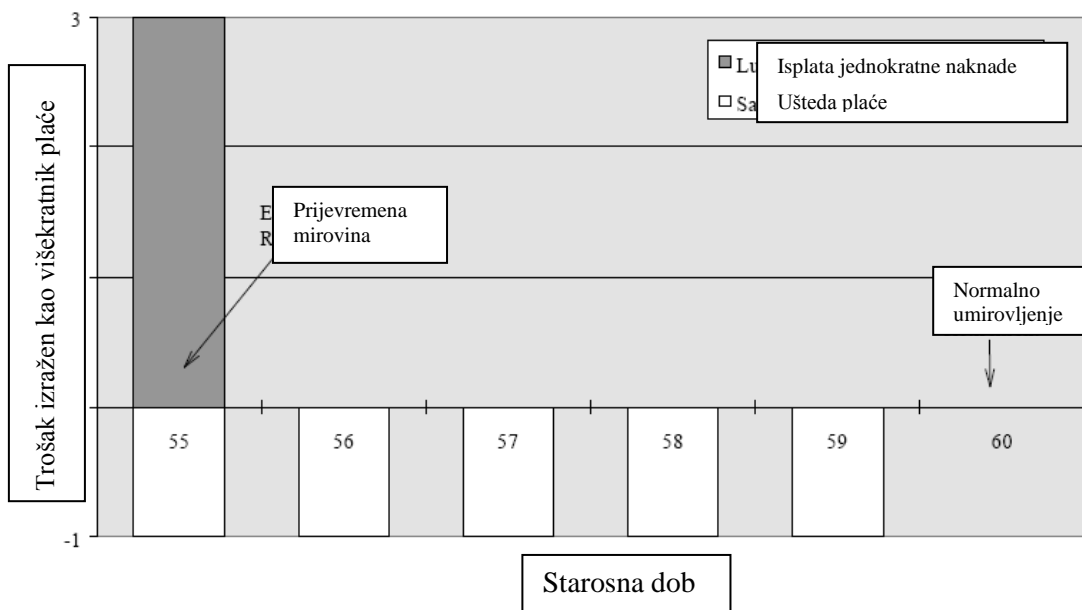 3
Lu
Isplata jednokratne naknade
Sa
Ušteda plaće
Trošak izražen kao višekratnik plaće
E
Prijevremena
R
mirovina
Normalno
umirovljenje
55 56 57 58 59 60
-1
Starosna dob